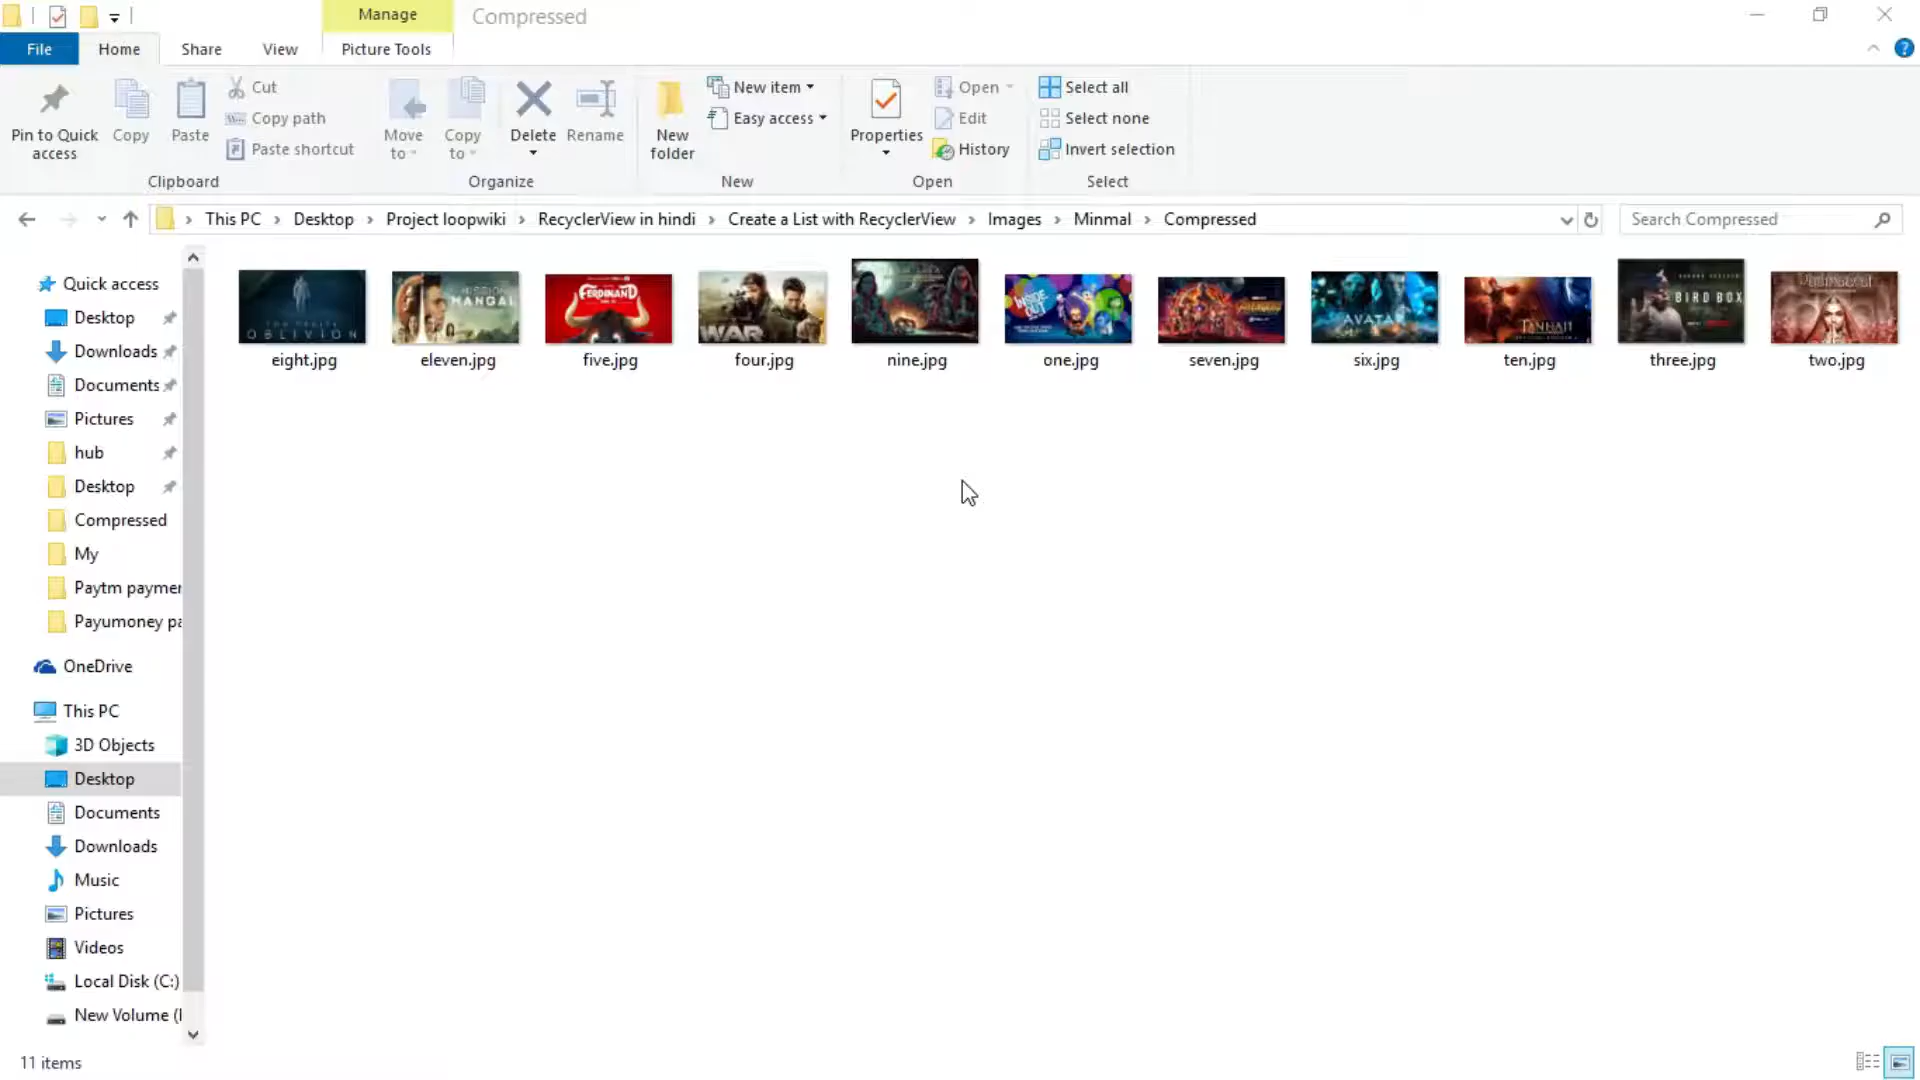 Manage
Compressed
File
Home
Share
View
Picture Tools
Pin to Quick access
Copy
Paste
Cut
Copy path
Paste shortcut
Clipboard
Move to
Copy to
Delete
Rename
Organize
New folder
New item
Easy access
New
Properties
Open
Edit
History
Open
Select all
Select none
Invert selection
Select
This PC > Desktop > Project loopwiki > RecyclerView in hindi > Create a List with RecyclerView > Images > Minmal > Compressed
Search Compressed
Quick access
Desktop
Downloads
Documents
Pictures
hub
Desktop
Compressed
My
Paytm paymer
Payumoney pa
OneDrive
This PC
3D Objects
Desktop
Documents
Downloads
Music
Pictures
Videos
Local Disk (C:)
New Volume (
OBLIVION
MISSION
MANGAL
FERDINAND
WAR
INSIDE OUT
AVATAR
TANHAJI
BIRD BOX
eight.jpg
eleven.jpg
five.jpg
four.jpg
nine.jpg
one.jpg
seven.jpg
six.jpg
ten.jpg
three.jpg
two.jpg
11 items